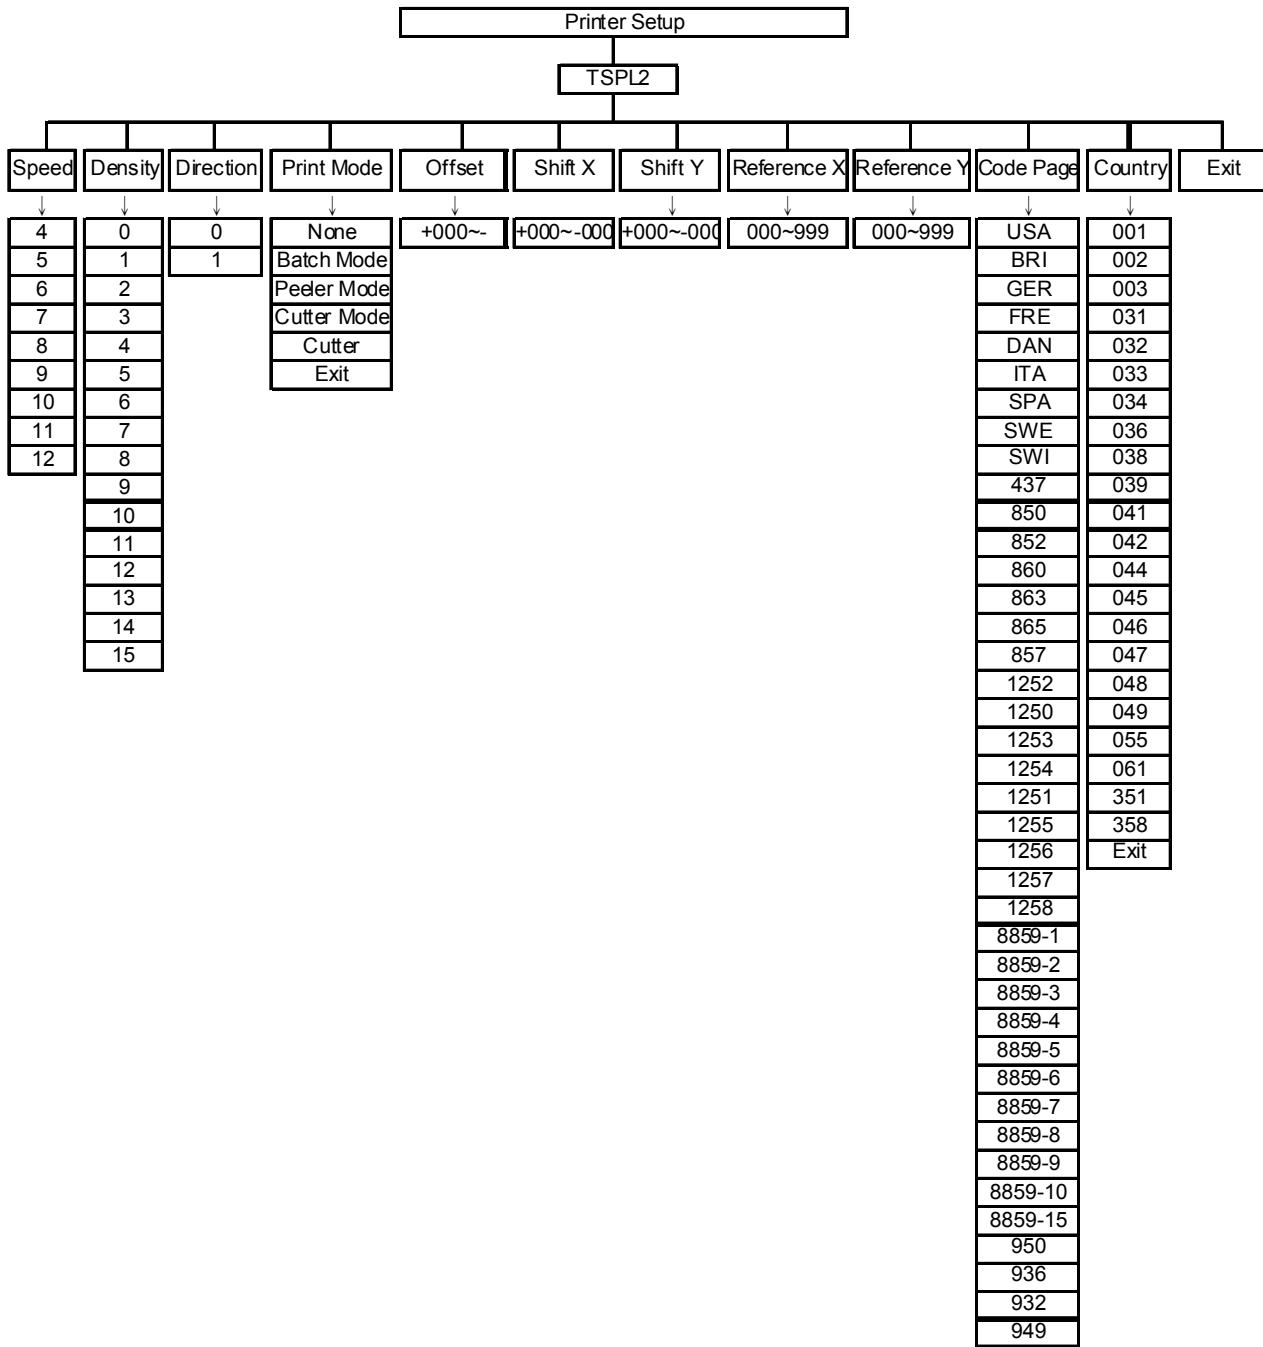 Printer Setup
TSPL2
Speed
Density
Direction
Print Mode
Offset
Shift X
Shift Y
Reference X
Reference Y
Code Page
Country
Exit
4
5
6
7
8
9
10
11
12
0
1
2
3
4
5
6
7
8
9
10
11
12
13
14
15
0
1
None
Batch Mode
Peeler Mode
Cutter Mode
Cutter
Exit
+000~-
+000~-000
+000~-000
000~999
000~999
USA
BRI
GER
FRE
DAN
ITA
SPA
SWE
SWI
437
850
852
860
863
865
857
1252
1250
1253
1254
1251
1255
1256
1257
1258
8859-1
8859-2
8859-3
8859-4
8859-5
8859-6
8859-7
8859-8
8859-9
8859-10
8859-15
950
936
932
949
001
002
003
031
032
033
034
036
038
039
041
042
044
045
046
047
048
049
055
061
351
358
Exit